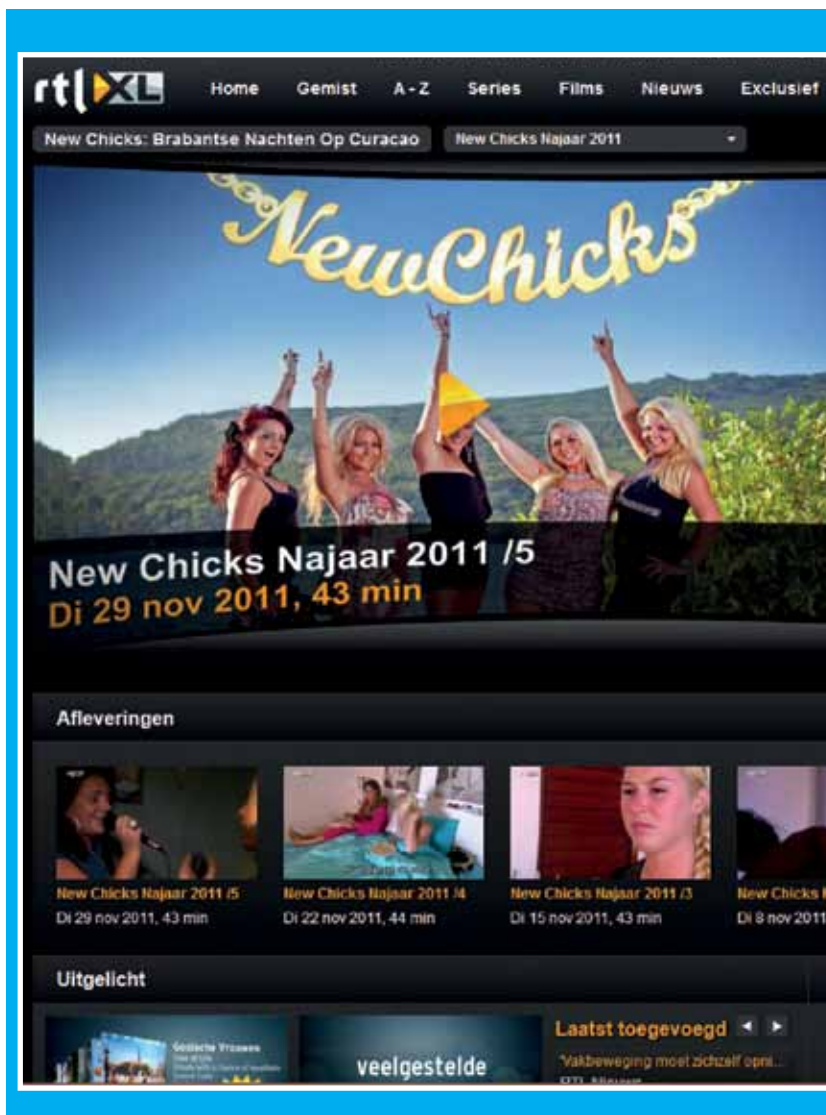 rtl XL Home Gemist A - Z Series Films Nieuws Exclusief
New Chicks: Brabantse Nachten Op Curacao New Chicks Najaar 2011
NewChicks
New Chicks Najaar 2011 /5
Di 29 nov 2011, 43 min
Afleveringen
New Chicks Najaar 2011 /5 New Chicks Najaar 2011 /4 New Chicks Najaar 2011 /3 New Chicks
Di 29 nov 2011, 43 min Di 22 nov 2011, 44 min Di 15 nov 2011, 43 min Di 8 nov 2011
Uitgelicht
Laatst toegevoegd
Gooische Vrouwen
veelgestelde
'Vakbeweging moet zichzelf opni...
RTL Nieuws